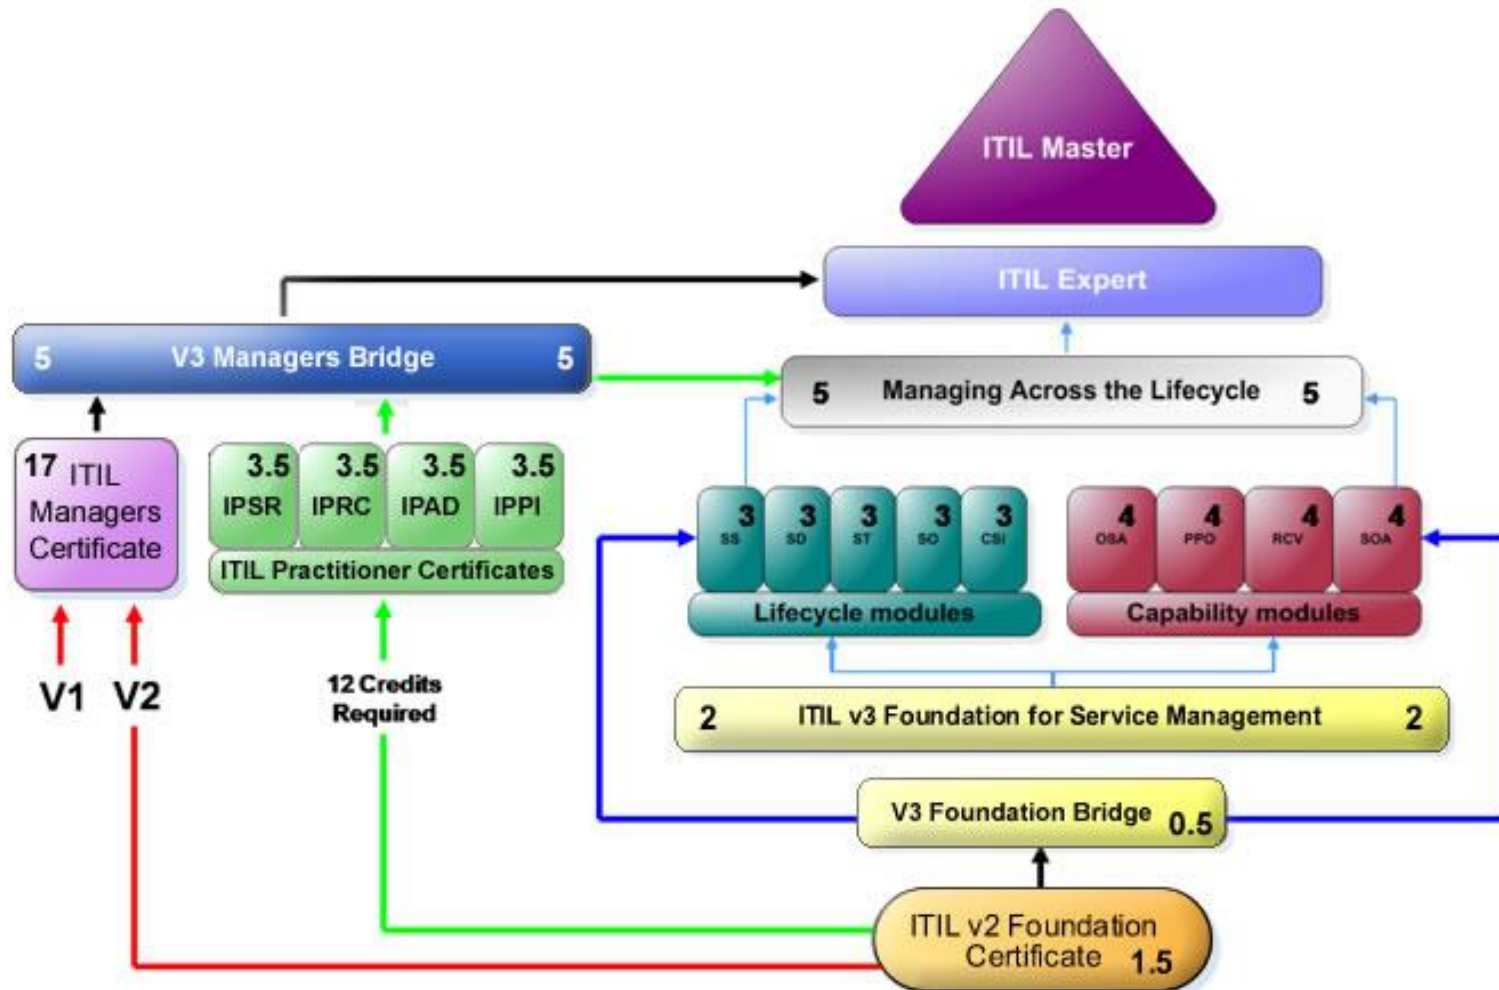 ITIL Master
ITIL Expert
5 V3 Managers Bridge 5
5 Managing Across the Lifecycle 5
17 ITIL
Managers
Certificate
3.5 3.5 3.5 3.5
IPSR IPRC IPAD IPPI
ITIL Practitioner Certificates
3 3 3 3 3
SS SD ST SO CSI
Lifecycle modules
4 4 4 4
OSA PPO RCV SOA
Capability modules
V1 V2
12 Credits
Required
2 ITIL v3 Foundation for Service Management 2
V3 Foundation Bridge 0.5
ITIL v2 Foundation
Certificate 1.5